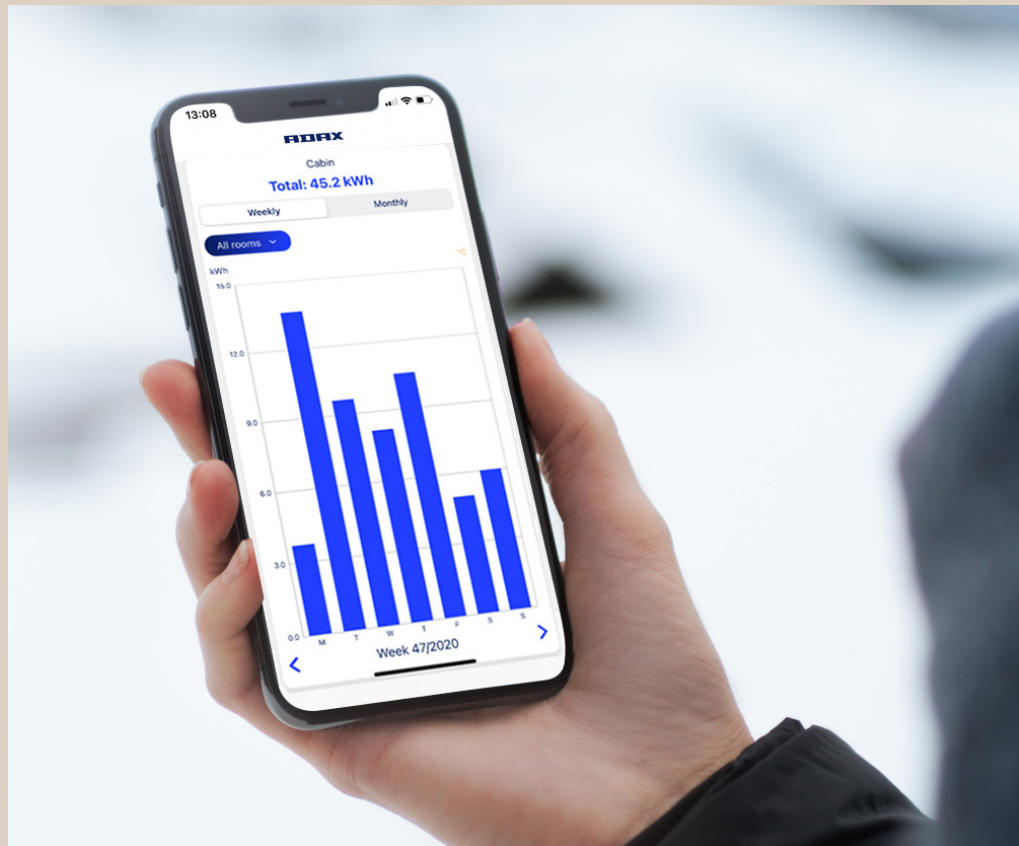 13:08
ADAX
Cabin
Total: 45.2 kWh
Weekly Monthly
All rooms
kWh °C
15.0
12.0
9.0
6.0
3.0
0.0
M T W T F S S
Week 47/2020